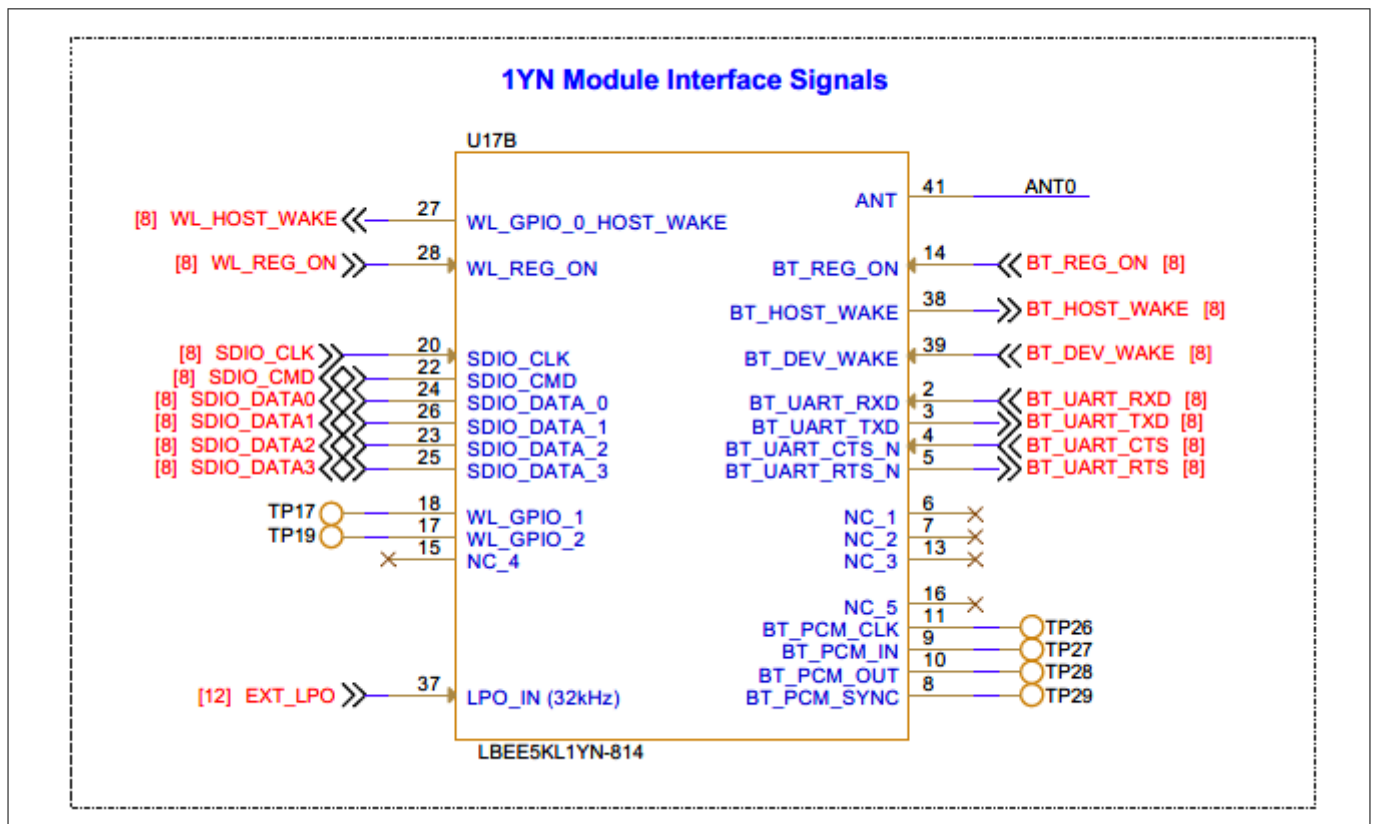 1YN Module Interface Signals
U17B
41 ANT0
ANT
[8] WL_HOST_WAKE 27 WL_GPIO_0_HOST_WAKE
[8] WL_REG_ON 28 WL_REG_ON
BT_REG_ON 14 BT_REG_ON [8]
BT_HOST_WAKE 38 BT_HOST_WAKE [8]
[8] SDIO_CLK 20 SDIO_CLK
BT_DEV_WAKE 39 BT_DEV_WAKE [8]
[8] SDIO_CMD 22 SDIO_CMD
[8] SDIO_DATA0 24 SDIO_DATA_0
BT_UART_RXD 2 BT_UART_RXD [8]
[8] SDIO_DATA1 26 SDIO_DATA_1
BT_UART_TXD 3 BT_UART_TXD [8]
[8] SDIO_DATA2 23 SDIO_DATA_2
BT_UART_CTS_N 4 BT_UART_CTS [8]
[8] SDIO_DATA3 25 SDIO_DATA_3
BT_UART_RTS_N 5 BT_UART_RTS [8]
TP17 18 WL_GPIO_1
NC_1 6
TP19 17 WL_GPIO_2
NC_2 7
15 NC_4
NC_3 13
NC_5 16
BT_PCM_CLK 11 TP26
BT_PCM_IN 9 TP27
BT_PCM_OUT 10 TP28
[12] EXT_LPO 37 LPO_IN (32kHz)
BT_PCM_SYNC 8 TP29
LBEE5KL1YN-814